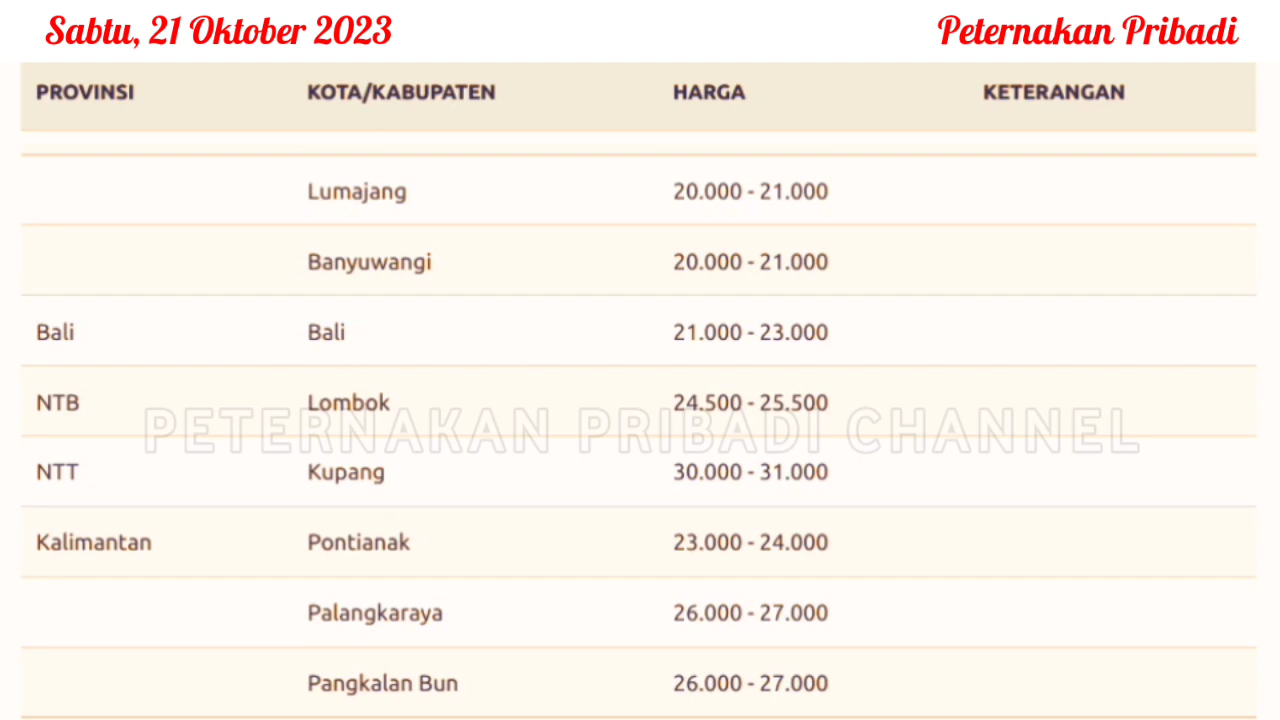 Sabtu, 21 Oktober 2023 Peternakan Pribadi
PROVINSI KOTA/KABUPATEN HARGA KETERANGAN
Lumajang 20.000 - 21.000
Banyuwangi 20.000 - 21.000
Bali Bali 21.000 - 23.000
NTB Lombok 24.500 - 25.500
PETERNAKAN PRIBADI CHANNEL
NTT Kupang 30.000 - 31.000
Kalimantan Pontianak 23.000 - 24.000
Palangkaraya 26.000 - 27.000
Pangkalan Bun 26.000 - 27.000